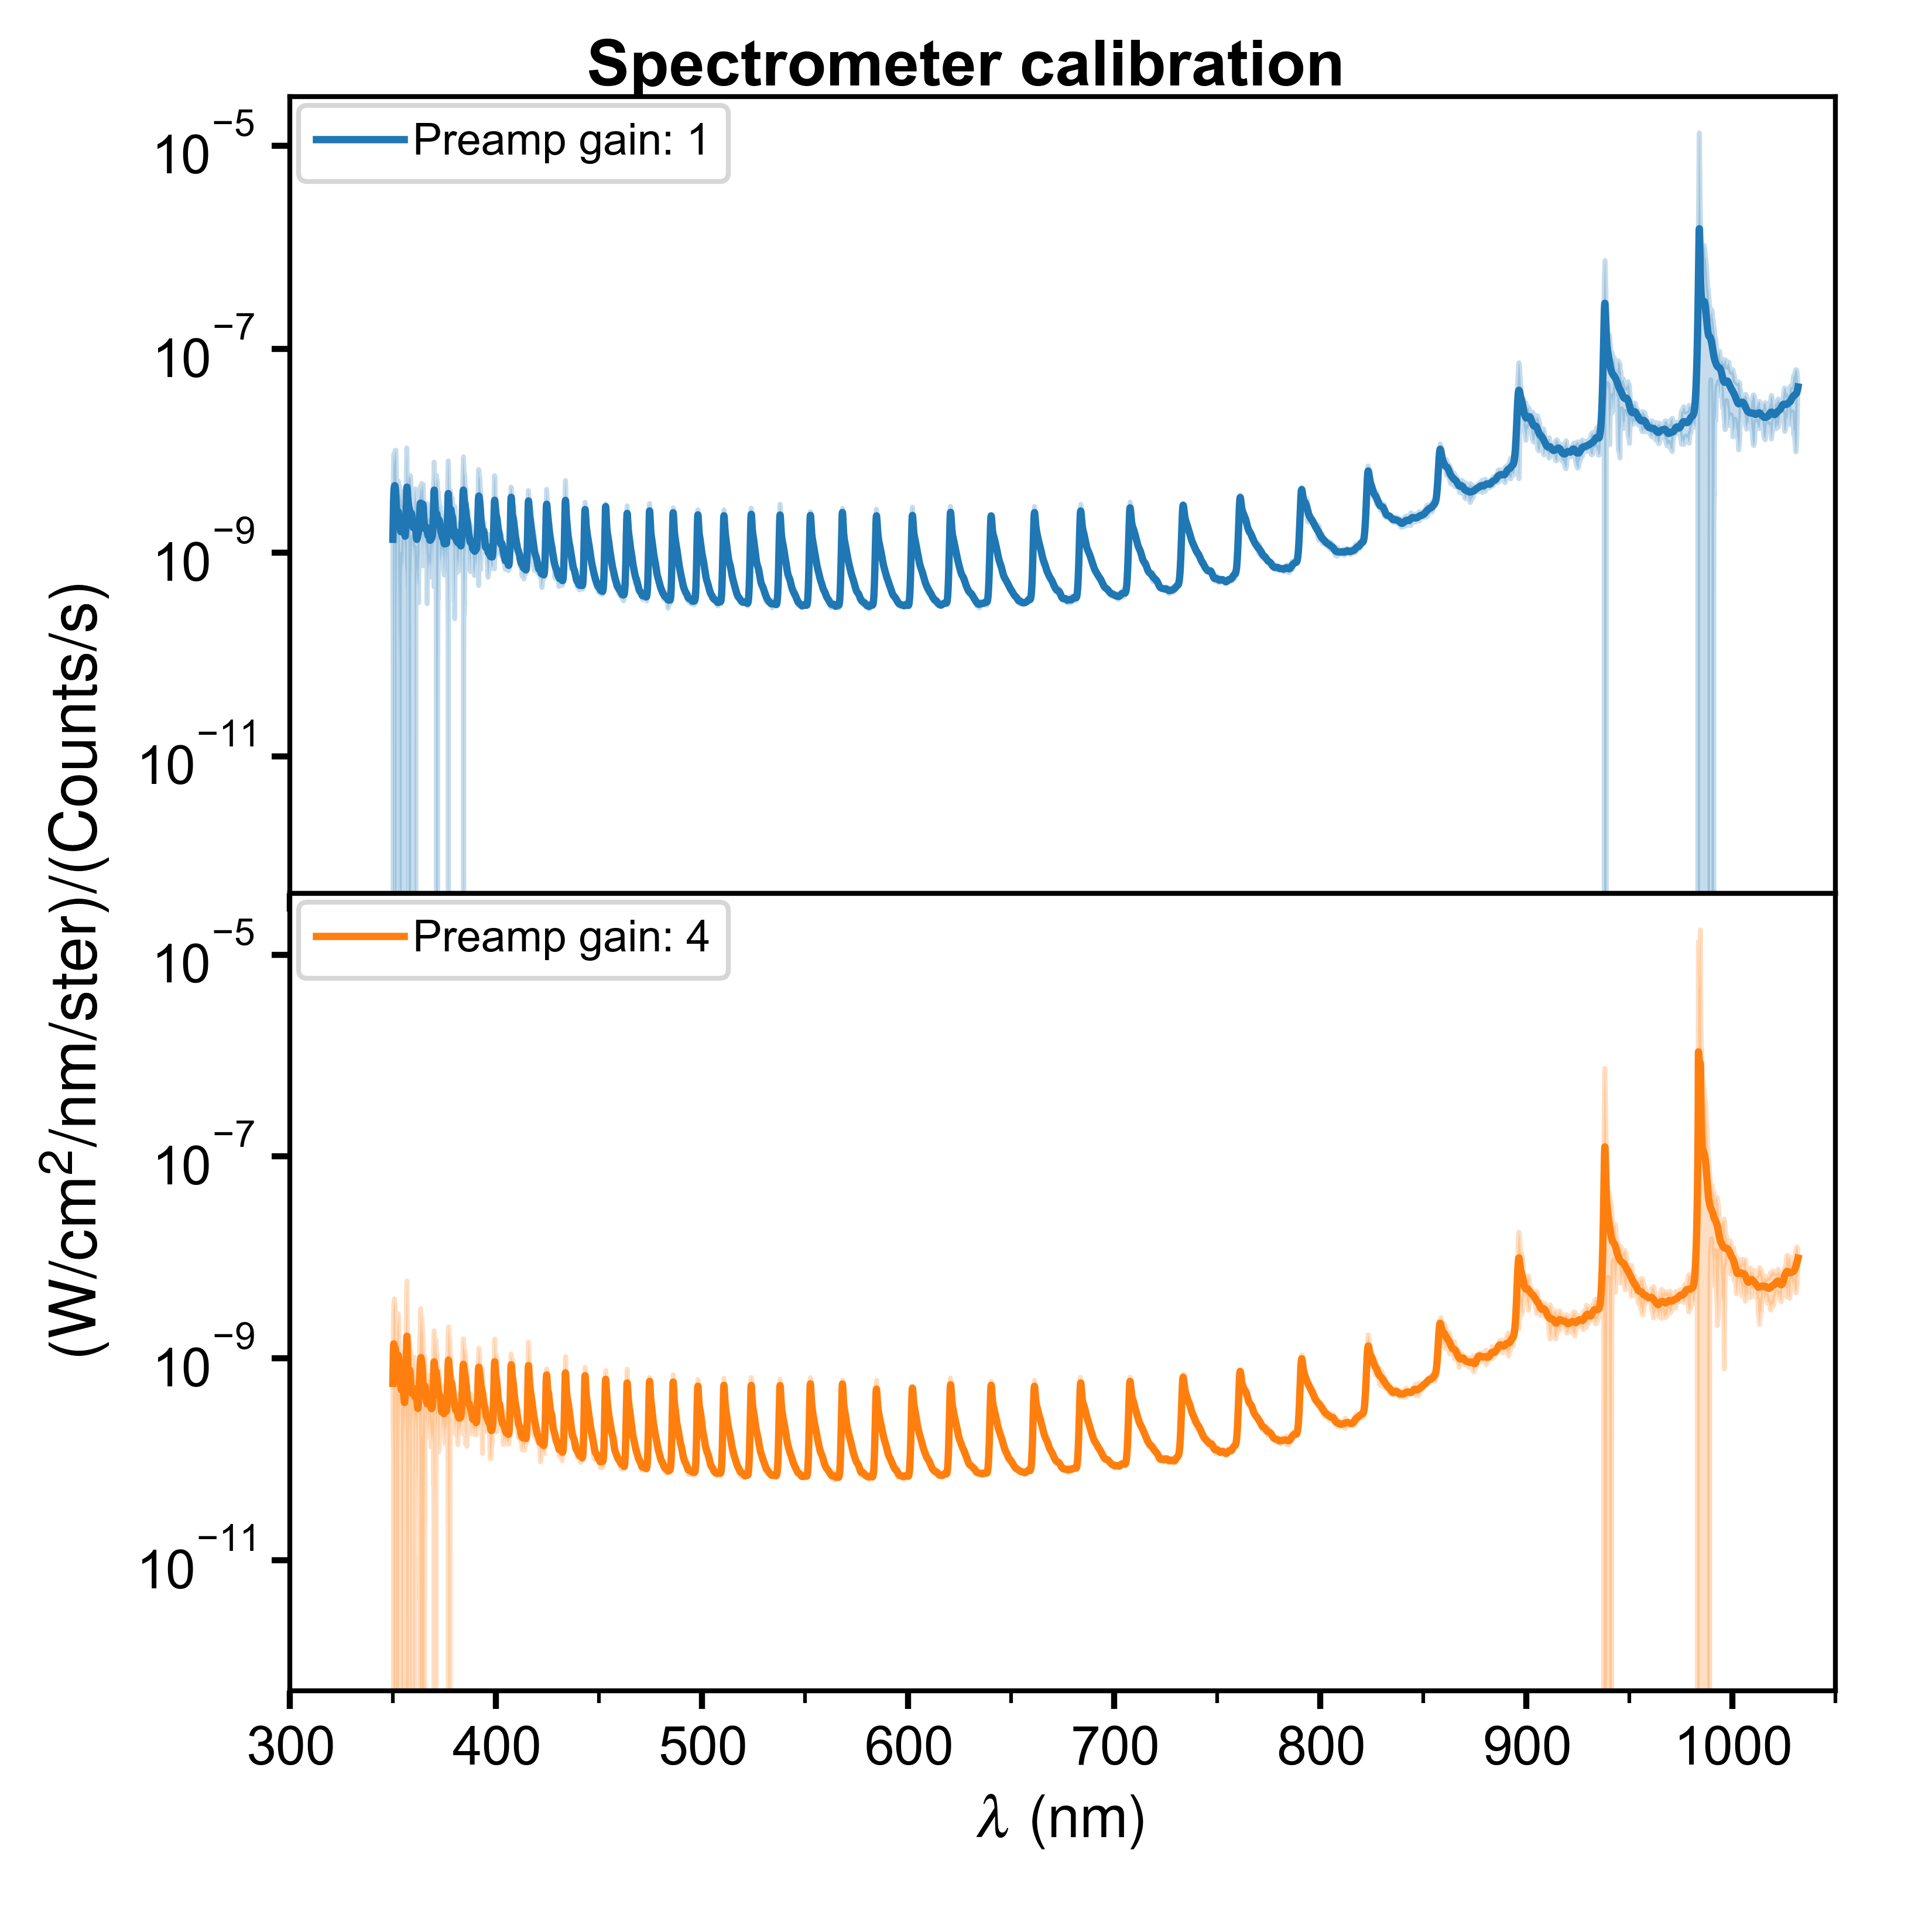 Spectrometer calibration
(W/cm²/nm/ster)/(Counts/s)
Preamp gain: 1
10⁻⁵
10⁻⁷
10⁻⁹
10⁻¹¹
Preamp gain: 4
10⁻⁵
10⁻⁷
10⁻⁹
10⁻¹¹
300 400 500 600 700 800 900 1000
λ (nm)